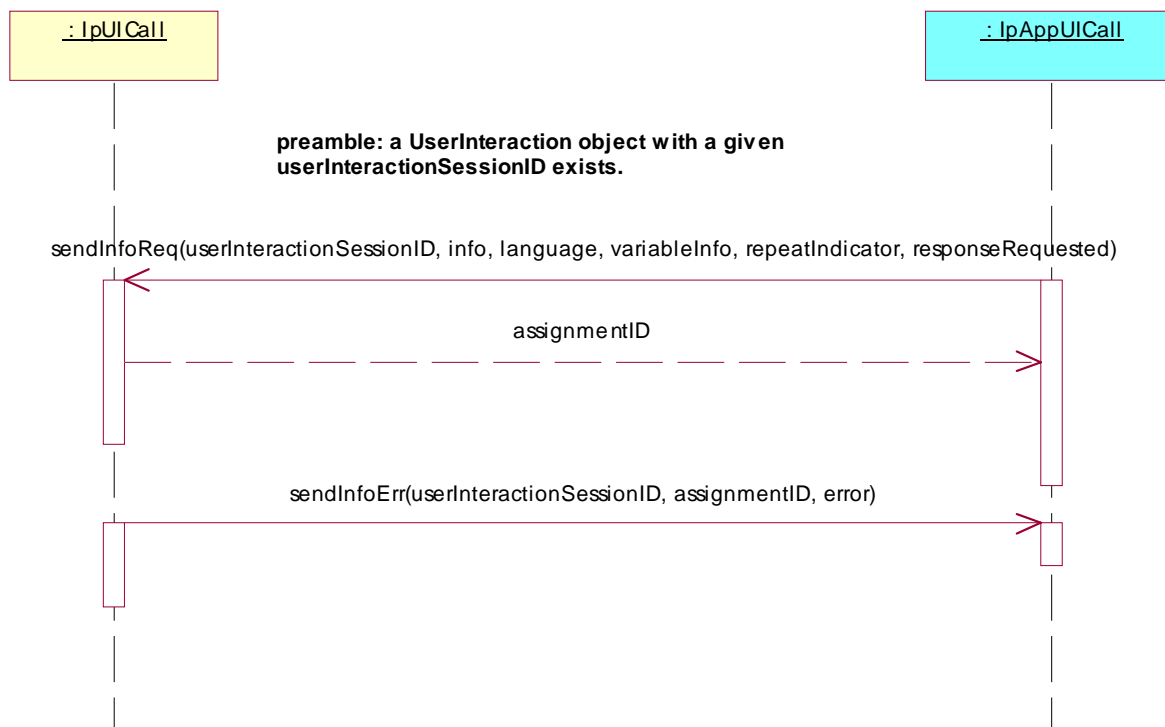 : IpUICall
: IpAppUICall
preamble: a UserInteraction object with a given
userInteractionSessionID exists.
sendInfoReq(userInteractionSessionID, info, language, variableInfo, repeatIndicator, responseRequested)
assignmentID
sendInfoErr(userInteractionSessionID, assignmentID, error)